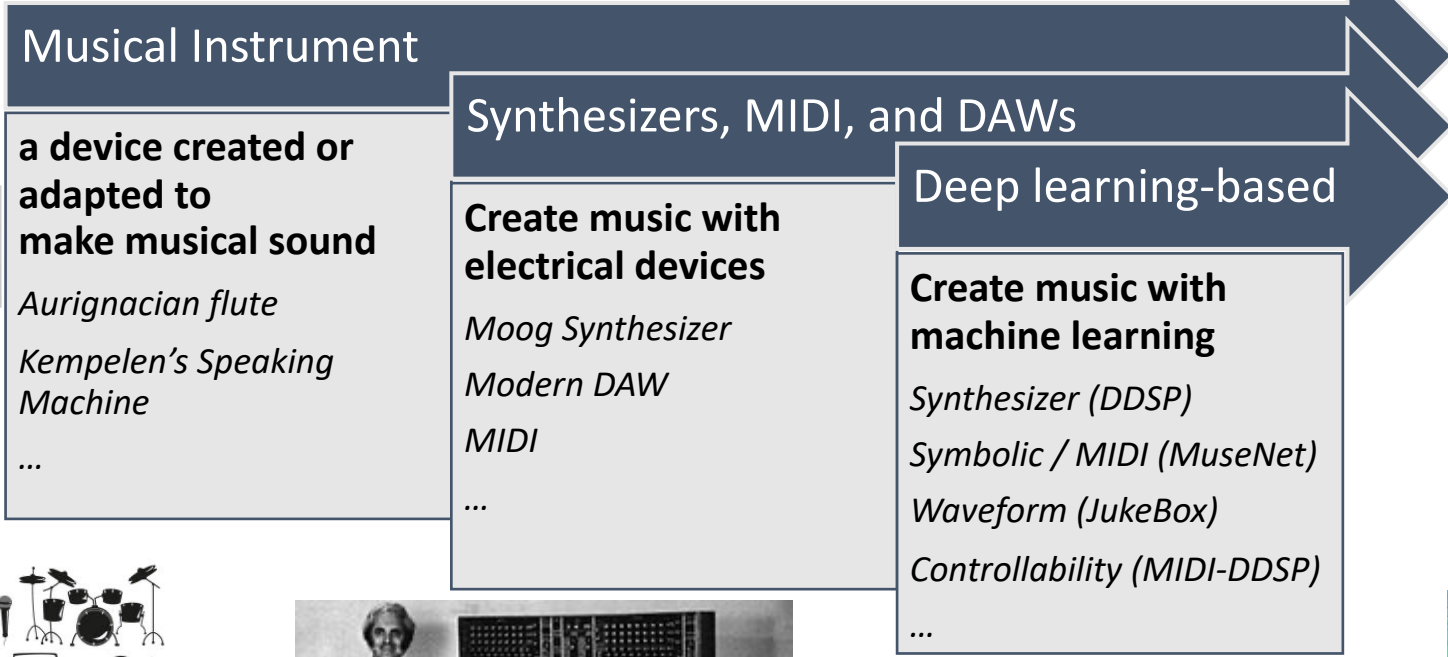 Musical Instrument
a device created or
adapted to
make musical sound
Aurignacian flute
Kempelen’s Speaking
Machine
…
Synthesizers, MIDI, and DAWs
Create music with
electrical devices
Moog Synthesizer
Modern DAW
MIDI
…
Deep learning-based
Create music with
machine learning
Synthesizer (DDSP)
Symbolic / MIDI (MuseNet)
Waveform (JukeBox)
Controllability (MIDI-DDSP)
…